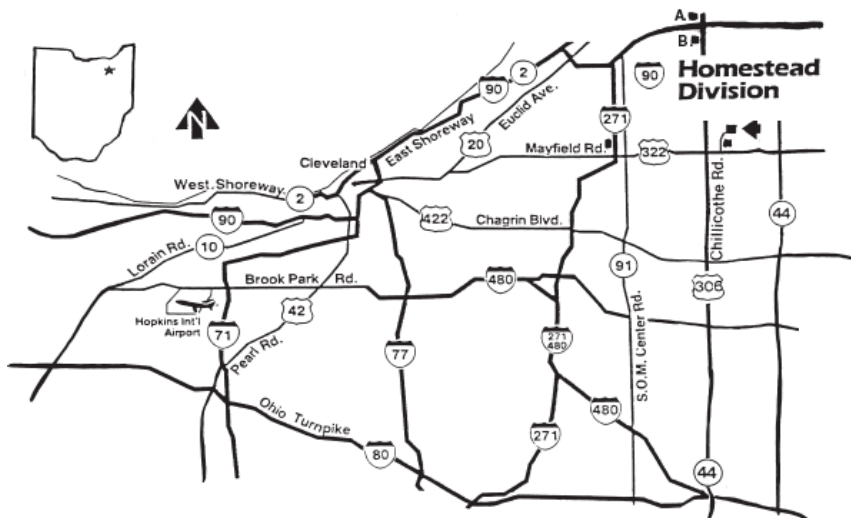 A.
B.
2
90
90
Homestead
Division
N
Euclid Ave.
East Shoreway
271
20
Mayfield Rd.
322
Cleveland
West. Shoreway
2
Chillicothe Rd.
90
422
Chagrin Blvd.
44
Lorain Rd.
10
91
Brook Park Rd.
480
306
Hopkins Int'l
Airport
42
71
Pearl Rd.
77
271
480
S.O.M. Center Rd.
Ohio Turnpike
480
271
80
44